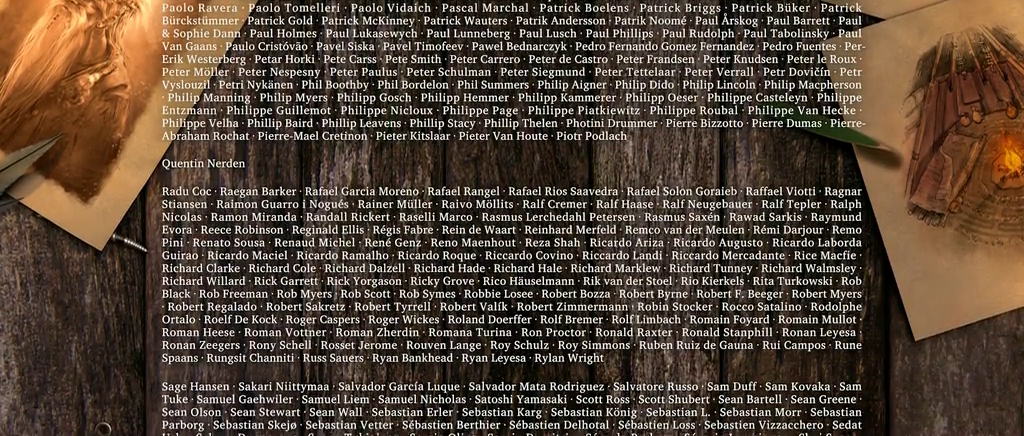 Paolo Ravera · Paolo Tomelleri · Paolo Vidaich · Pascal Marchal · Patrick Boelens · Patrick Briggs · Patrick Büker · Patrick
Bürckstümmer · Patrick Gold · Patrick McKinney · Patrick Wauters · Patrik Andersson · Patrik Noomé · Paul Årskog · Paul Barrett · Paul
& Sophie Dann · Paul Holmes · Paul Lukasewych · Paul Lunneberg · Paul Lusch · Paul Phillips · Paul Rudolph · Paul Tabolinsky · Paul
Van Gaans · Paulo Cristóvão · Pavel Siska · Pavel Timofeev · Pawel Bednarczyk · Pedro Fernando Gomez Fernandez · Pedro Fuentes · Per-
Erik Westerberg · Petar Horki · Pete Carss · Pete Smith · Peter Carrero · Peter de Castro · Peter Frandsen · Peter Knudsen · Peter le Roux ·
Peter Möller · Peter Nespesny · Peter Paulus · Peter Schulman · Peter Siegmund · Peter Tettelaar · Peter Verrall · Petr Dovičín · Petr
Vyslouzil · Petri Nykänen · Phil Boothby · Phil Bordelon · Phil Summers · Philip Aigner · Philip Dido · Philip Lincoln · Philip Macpherson
· Philip Manning · Philip Myers · Philipp Gosch · Philipp Hemmer · Philipp Kammerer · Philipp Oeser · Philippe Casteleyn · Philippe
Entzmann · Philippe Guillemot · Philippe Nicloux · Philippe Page · Philippe Piatkiewitz · Philippe Roubal · Philippe Van Hecke ·
Philippe Velha · Phillip Baird · Phillip Leavens · Phillip Stacy · Phillip Thelen · Photini Drummer · Pierre Bizzotto · Pierre Dumas · Pierre-
Abraham Rochat · Pierre-Mael Cretinon · Pieter Kitslaar · Pieter Van Houte · Piotr Podlach
Quentin Nerden
Radu Coc · Raegan Barker · Rafael Garcia Moreno · Rafael Rangel · Rafael Rios Saavedra · Rafael Solon Goraieb · Raffael Viotti · Ragnar
Stiansen · Raimon Guarro i Nogués · Rainer Müller · Raivo Möllits · Ralf Cremer · Ralf Haase · Ralf Neugebauer · Ralf Tepler · Ralph
Nicolas · Ramon Miranda · Randall Rickert · Raselli Marco · Rasmus Lerchedahl Petersen · Rasmus Saxén · Rawad Sarkis · Raymund
Evora · Reece Robinson · Reginald Ellis · Régis Fabre · Rein de Waart · Reinhard Merfeld · Remco van der Meulen · Rémi Darjour · Remo
Pini · Renato Sousa · Renaud Michel · René Genz · Reno Maenhout · Reza Shah · Ricardo Ariza · Ricardo Augusto · Ricardo Laborda
Guirao · Ricardo Maciel · Ricardo Ramalho · Ricardo Roque · Riccardo Covino · Riccardo Landi · Riccardo Mercadante · Rice Macfie ·
Richard Clarke · Richard Cole · Richard Dalzell · Richard Hade · Richard Hale · Richard Marklew · Richard Tunney · Richard Walmsley ·
Richard Willard · Rick Garrett · Rick Yorgason · Ricky Grove · Rico Häuselmann · Rik van der Stoel · Rio Kierkels · Rita Turkowski · Rob
Black · Rob Freeman · Rob Myers · Rob Scott · Rob Symes · Robbie Losee · Robert Bozza · Robert Byrne · Robert F. Beeger · Robert Myers
· Robert Regalado · Robert Sakretz · Robert Tyrrell · Robert Valík · Robert Zimmermann · Robin Stocker · Rocco Satalino · Rodolphe
Ortalo · Roelf De Kock · Roger Caspers · Roger Wickes · Roland Doerffer · Rolf Bremer · Rolf Limbach · Romain Foyard · Romain Mullot ·
Roman Heese · Roman Vottner · Roman Zherdin · Romana Turina · Ron Proctor · Ronald Raxter · Ronald Stamphill · Ronan Leyesa ·
Ronan Zeegers · Rony Schell · Rosset Jerome · Rouven Lange · Roy Schulz · Roy Simmons · Ruben Ruiz de Gauna · Rui Campos · Rune
Spaans · Rungsit Channiti · Russ Sauers · Ryan Bankhead · Ryan Leyesa · Rylan Wright
Sage Hansen · Sakari Niittymaa · Salvador García Luque · Salvador Mata Rodriguez · Salvatore Russo · Sam Duff · Sam Kovaka · Sam
Tuke · Samuel Gaehwiler · Samuel Liem · Samuel Nicholas · Satoshi Yamasaki · Scott Ross · Scott Shubert · Sean Bartell · Sean Greene ·
Sean Olson · Sean Stewart · Sean Wall · Sebastian Erler · Sebastian Karg · Sebastian König · Sebastian L. · Sebastian Morr · Sebastian
Parborg · Sebastian Skejø · Sebastian Vetter · Sébastien Berthier · Sébastien Delhotal · Sébastien Loss · Sebastien Vizzacchero · Sedat